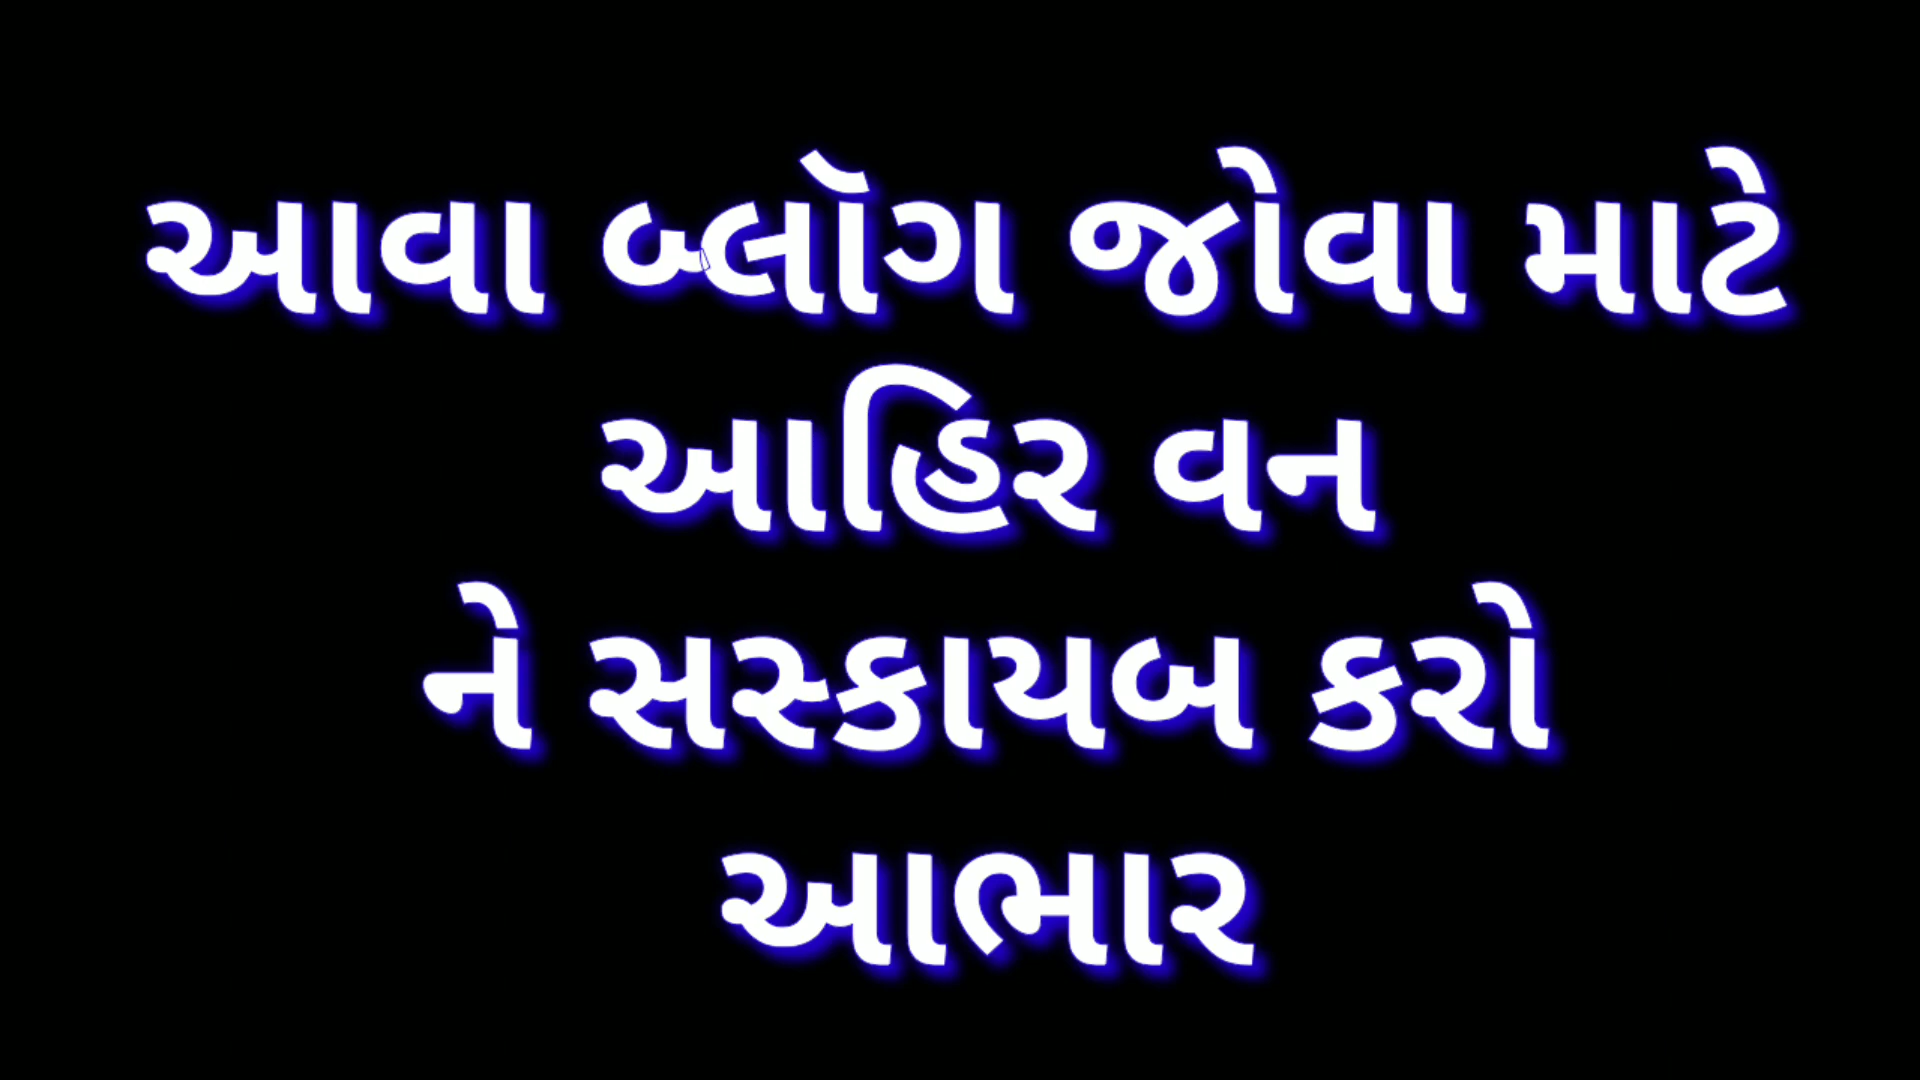 આવા બ્લૉગ જોવા માટે
આહિર વન
ને સસ્કાયબ કરો
આભાર